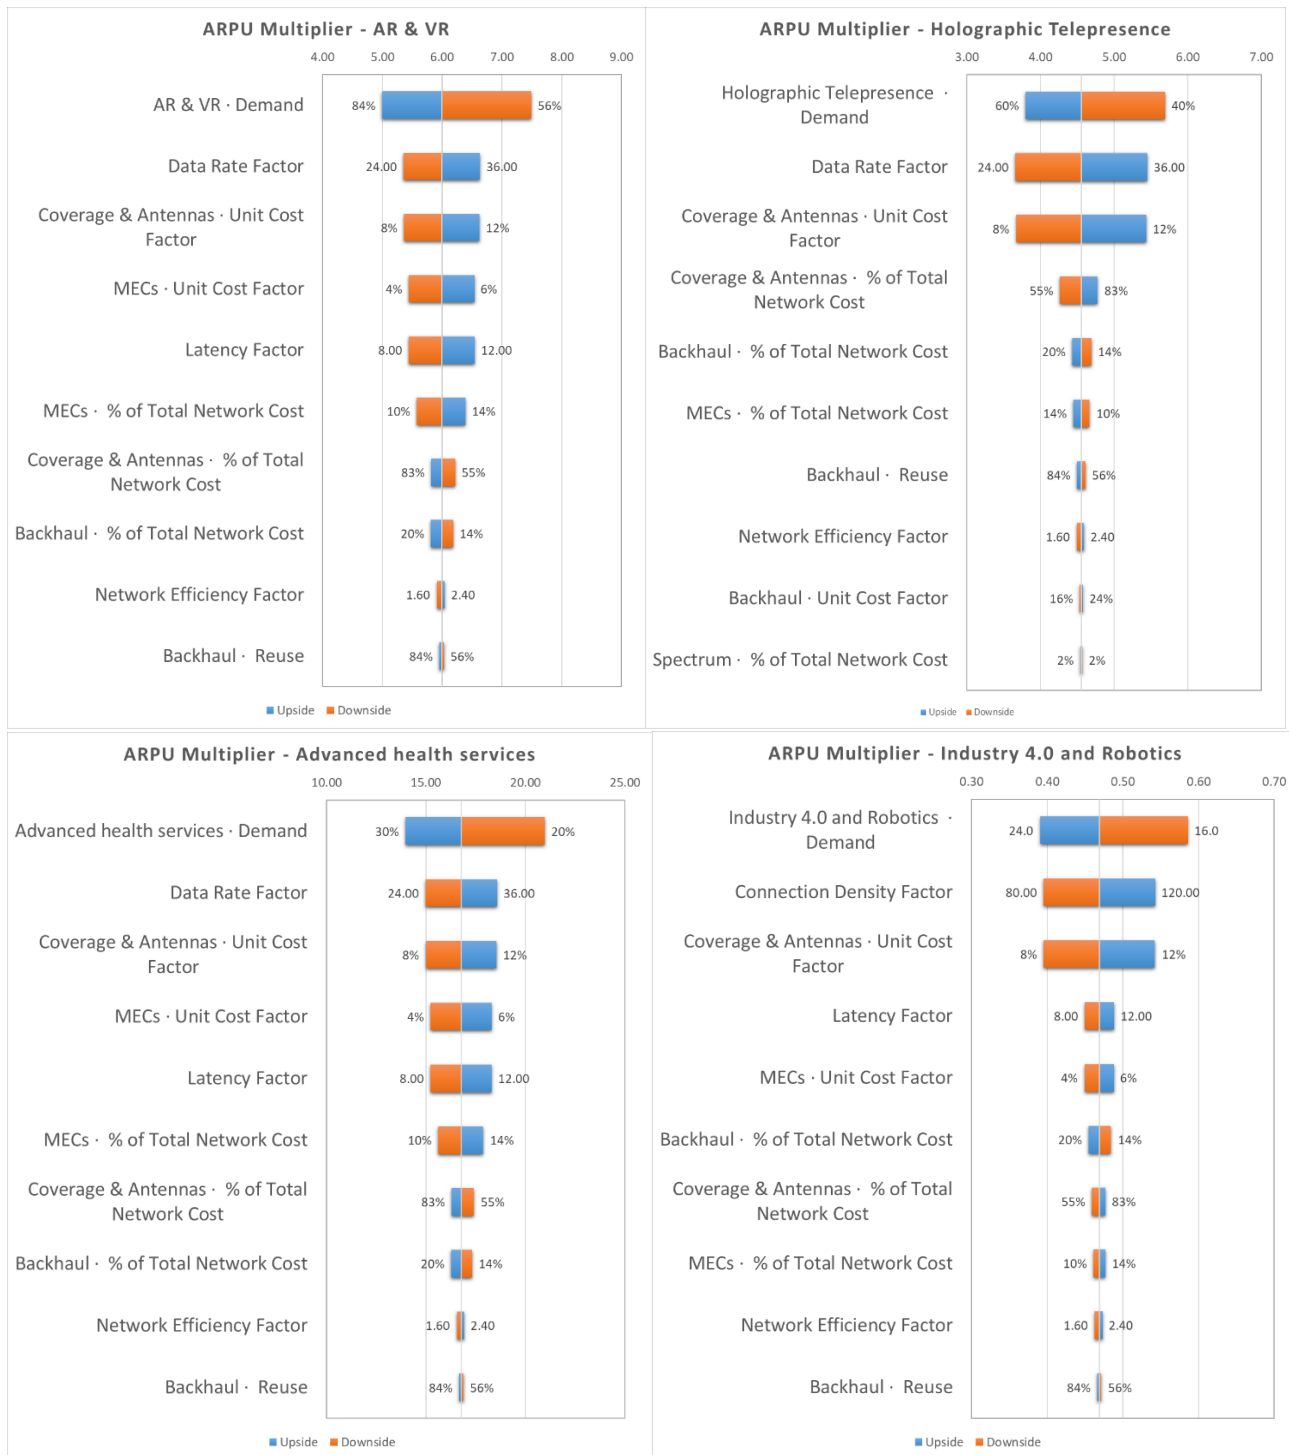 ARPU Multiplier - AR & VR
4.00 5.00 6.00 7.00 8.00 9.00
AR & VR · Demand
84% 56%
Data Rate Factor
24.00 36.00
Coverage & Antennas · Unit Cost
Factor
8% 12%
MECs · Unit Cost Factor
4% 6%
Latency Factor
8.00 12.00
MECs · % of Total Network Cost
10% 14%
Coverage & Antennas · % of Total
Network Cost
83% 55%
Backhaul · % of Total Network Cost
20% 14%
Network Efficiency Factor
1.60 2.40
Backhaul · Reuse
84% 56%
Upside Downside
ARPU Multiplier - Holographic Telepresence
3.00 4.00 5.00 6.00 7.00
Holographic Telepresence ·
Demand
60% 40%
Data Rate Factor
24.00 36.00
Coverage & Antennas · Unit Cost
Factor
8% 12%
Coverage & Antennas · % of Total
Network Cost
55% 83%
Backhaul · % of Total Network Cost
20% 14%
MECs · % of Total Network Cost
14% 10%
Backhaul · Reuse
84% 56%
Network Efficiency Factor
1.60 2.40
Backhaul · Unit Cost Factor
16% 24%
Spectrum · % of Total Network Cost
2% 2%
Upside Downside
ARPU Multiplier - Advanced health services
10.00 15.00 20.00 25.00
Advanced health services · Demand
30% 20%
Data Rate Factor
24.00 36.00
Coverage & Antennas · Unit Cost
Factor
8% 12%
MECs · Unit Cost Factor
4% 6%
Latency Factor
8.00 12.00
MECs · % of Total Network Cost
10% 14%
Coverage & Antennas · % of Total
Network Cost
83% 55%
Backhaul · % of Total Network Cost
20% 14%
Network Efficiency Factor
1.60 2.40
Backhaul · Reuse
84% 56%
Upside Downside
ARPU Multiplier - Industry 4.0 and Robotics
0.30 0.40 0.50 0.60 0.70
Industry 4.0 and Robotics ·
Demand
24.0 16.0
Connection Density Factor
80.00 120.00
Coverage & Antennas · Unit Cost
Factor
8% 12%
Latency Factor
8.00 12.00
MECs · Unit Cost Factor
4% 6%
Backhaul · % of Total Network Cost
20% 14%
Coverage & Antennas · % of Total
Network Cost
55% 83%
MECs · % of Total Network Cost
10% 14%
Network Efficiency Factor
1.60 2.40
Backhaul · Reuse
84% 56%
Upside Downside